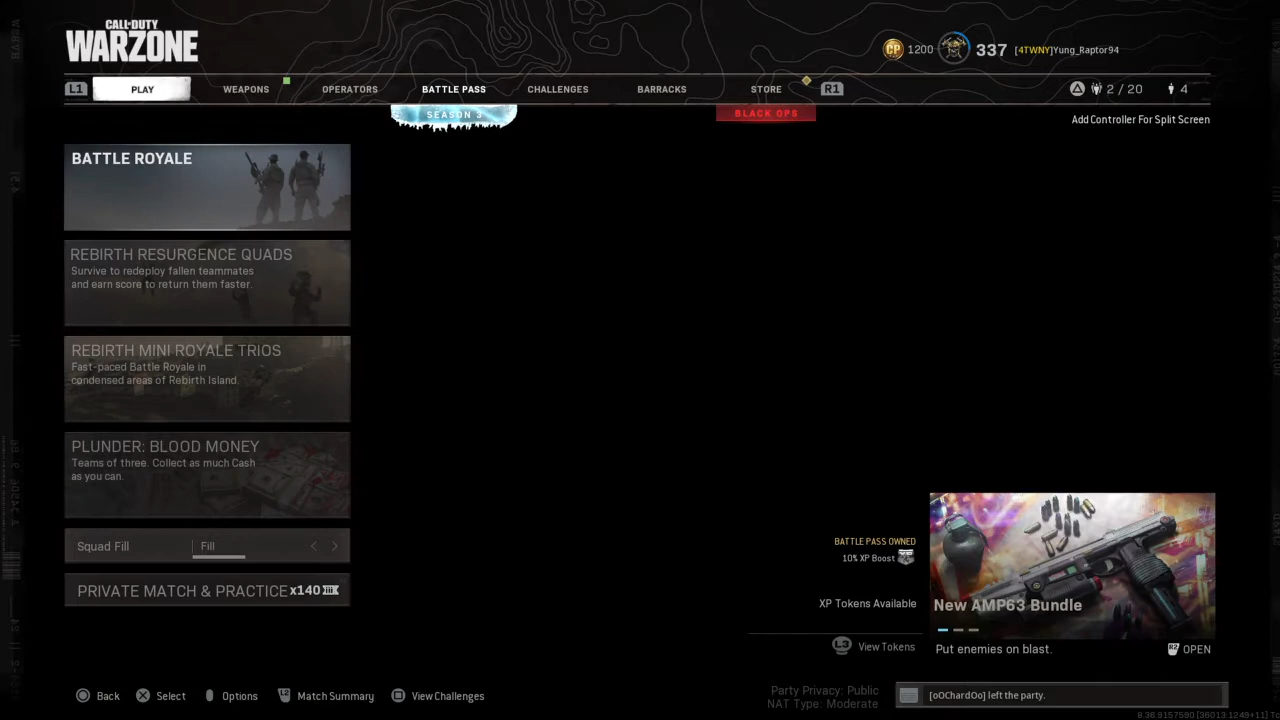 CALL OF DUTY
WARZONE
CP 1200 337 [4TWNY]Yung_Raptor94
L1 PLAY WEAPONS OPERATORS BATTLE PASS CHALLENGES BARRACKS STORE R1 2 / 20 4
SEASON 3 BLACK OPS
Add Controller For Split Screen
BATTLE ROYALE
REBIRTH RESURGENCE QUADS
Survive to redeploy fallen teammates
and earn score to return them faster.
REBIRTH MINI ROYALE TRIOS
Fast-paced Battle Royale in
condensed areas of Rebirth Island.
PLUNDER: BLOOD MONEY
Teams of three. Collect as much Cash
as you can.
Squad Fill Fill
PRIVATE MATCH & PRACTICE x140
BATTLE PASS OWNED
10% XP Boost
XP Tokens Available
L3 View Tokens
New AMP63 Bundle
Put enemies on blast.
R2 OPEN
Back Select Options L2 Match Summary View Challenges
Party Privacy: Public
NAT Type: Moderate
[oOChardOo] left the party.